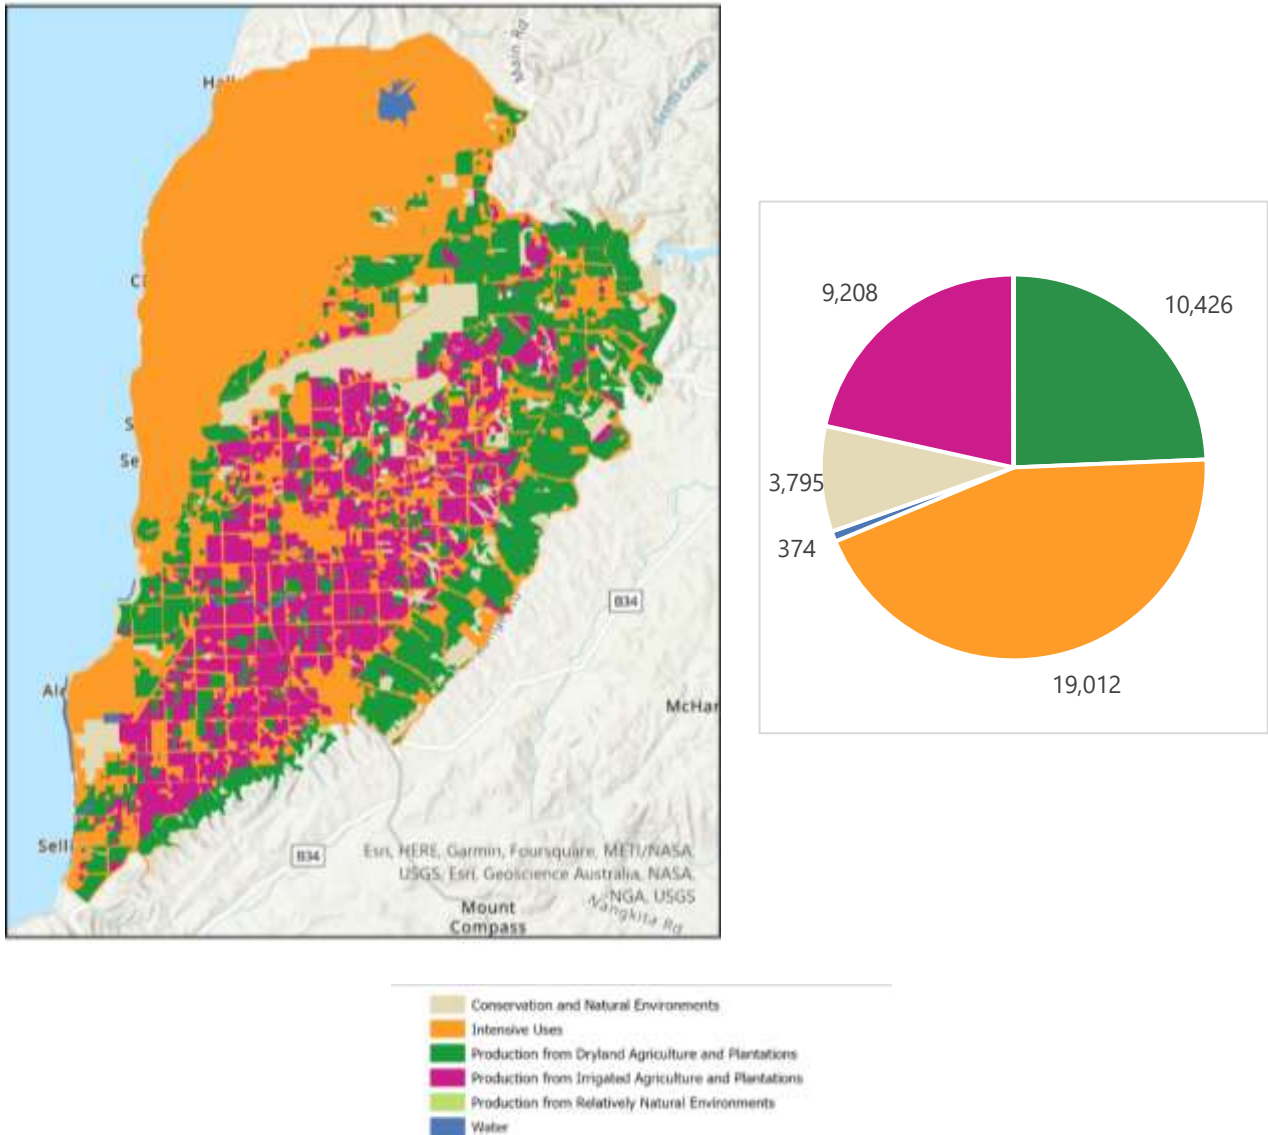 Main Rd
B34
McHar
Sell
B34
Esri, HERE, Garmin, Foursquare, METI/NASA,
USGS, Esri, Geoscience Australia, NASA,
NGA, USGS
Nangkita Rd
Mount
Compass
9,208
10,426
3,795
374
19,012
Conservation and Natural Environments
Intensive Uses
Production from Dryland Agriculture and Plantations
Production from Irrigated Agriculture and Plantations
Production from Relatively Natural Environments
Water